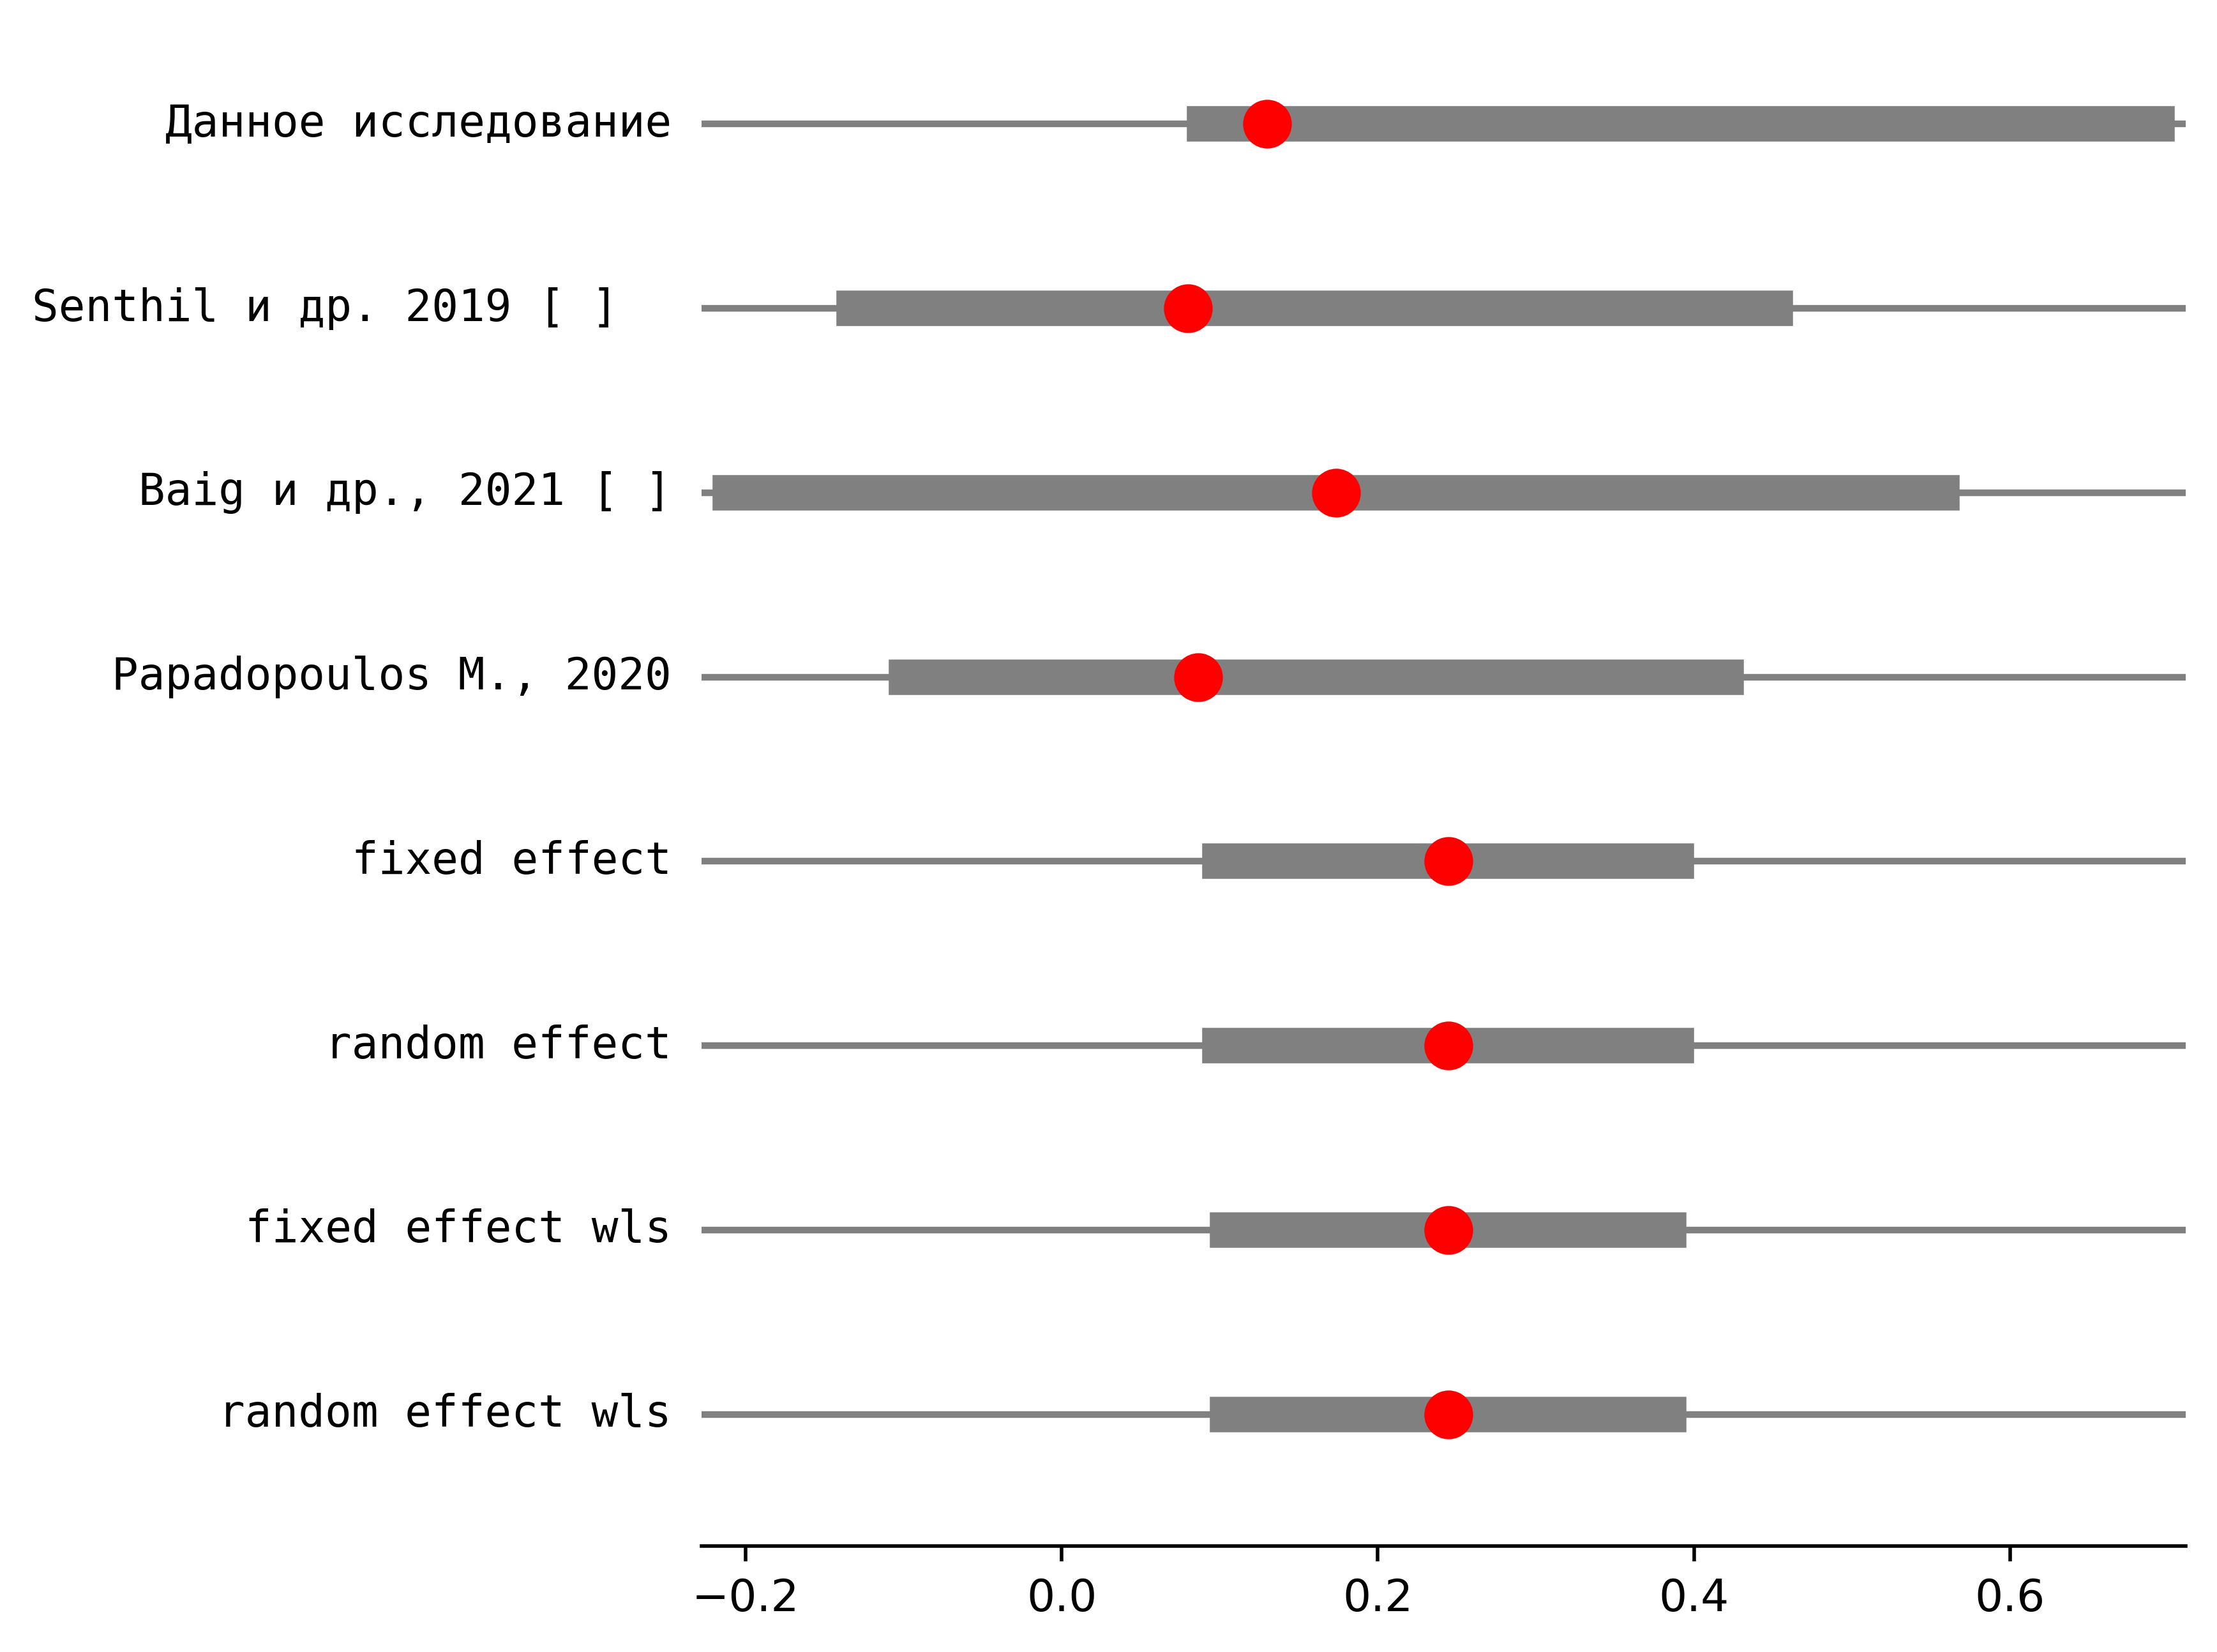 Данное исследование
Senthil и др. 2019 [ ]
Baig и др., 2021 [ ]
Papadopoulos M., 2020
fixed effect
random effect
fixed effect wls
random effect wls
−0.2 0.0 0.2 0.4 0.6